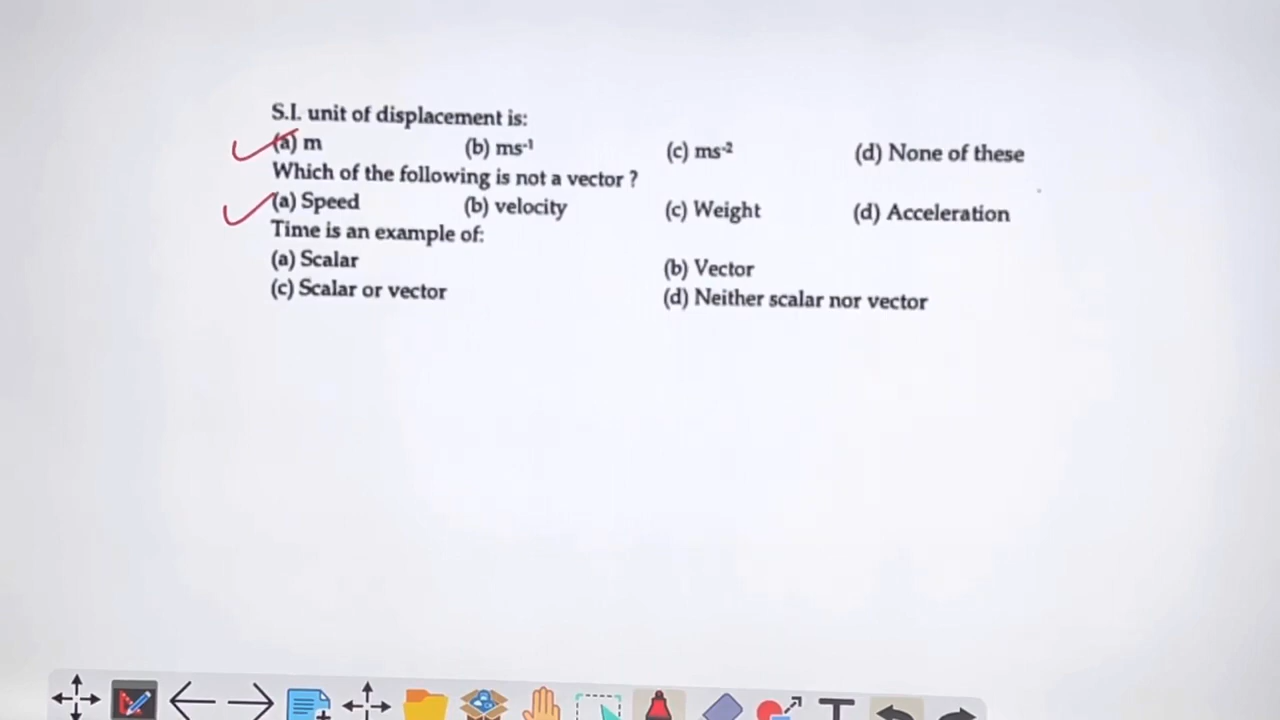 S.I. unit of displacement is:
(a) m (b) ms⁻¹ (c) ms⁻² (d) None of these
Which of the following is not a vector ?
(a) Speed (b) velocity (c) Weight (d) Acceleration
Time is an example of:
(a) Scalar (b) Vector
(c) Scalar or vector (d) Neither scalar nor vector